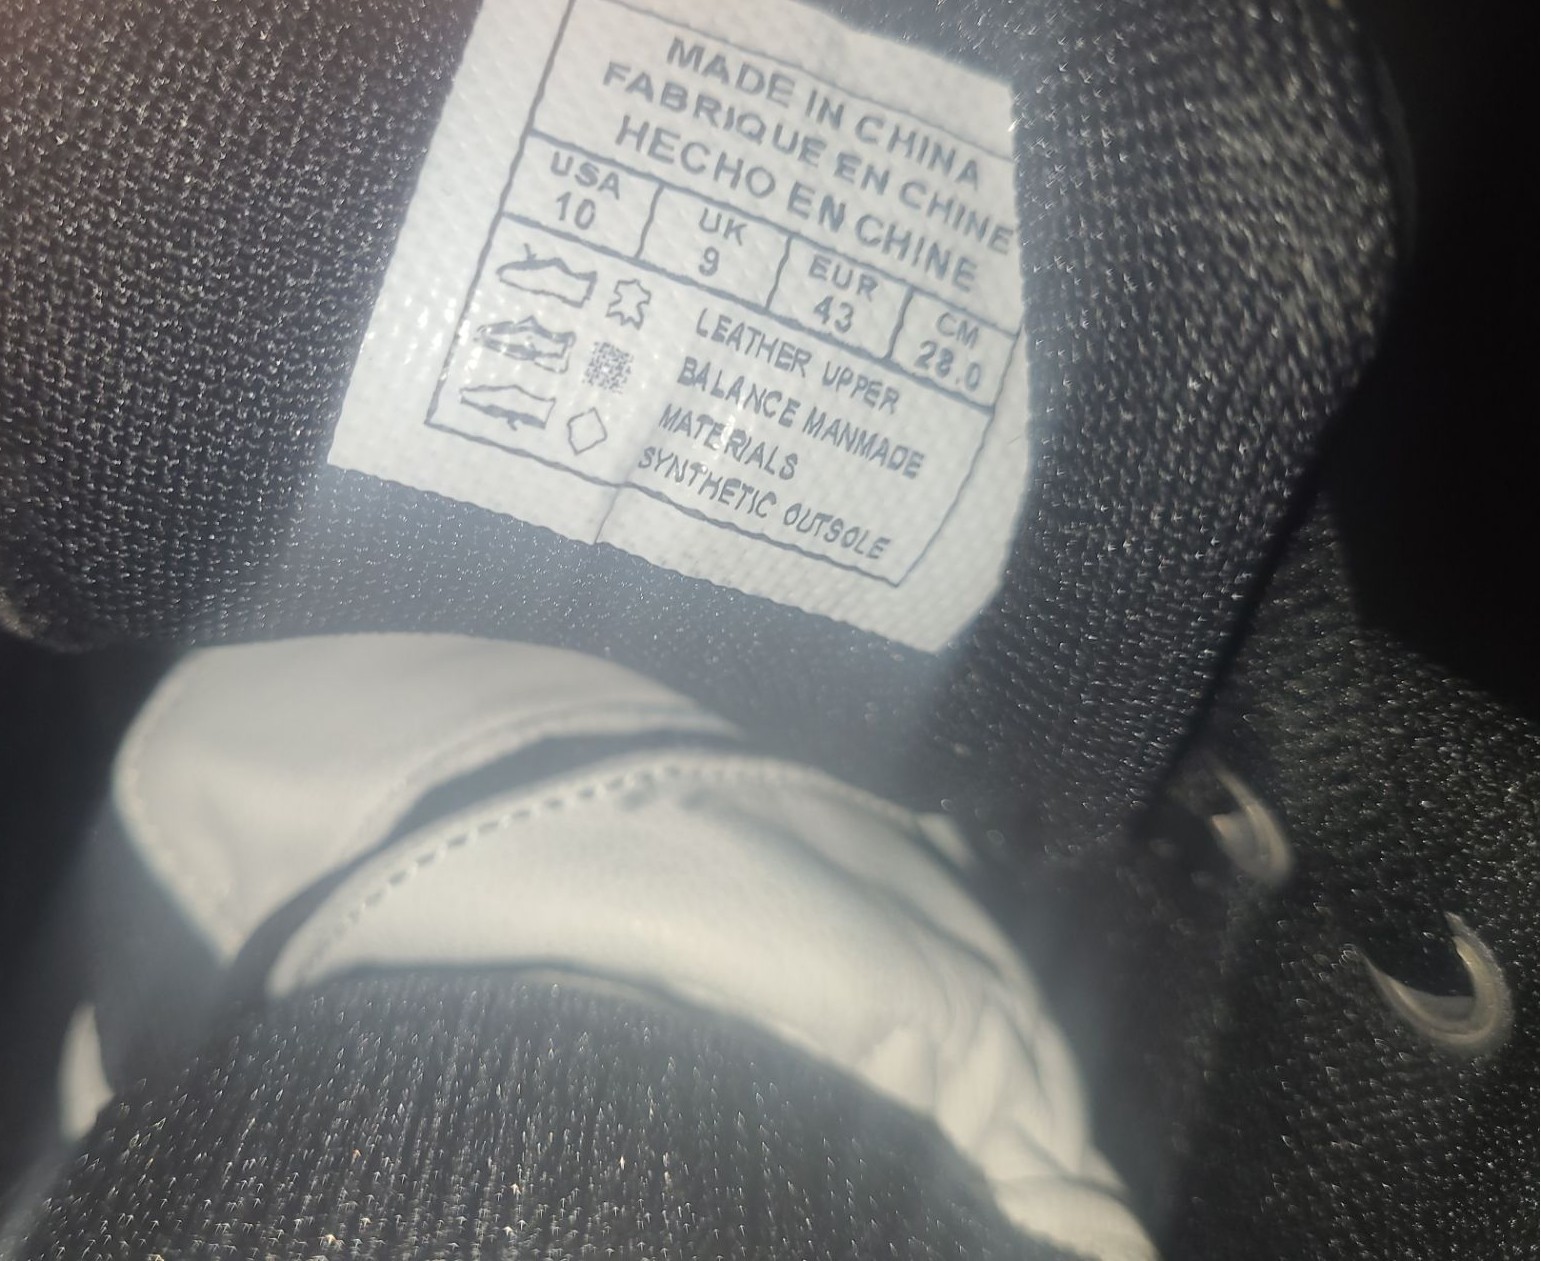 MADE IN CHINA
FABRIQUE EN CHINE
HECHO EN CHINE
USA UK EUR CM
10 9 43 28.0
LEATHER UPPER
BALANCE MANMADE
MATERIALS
SYNTHETIC OUTSOLE